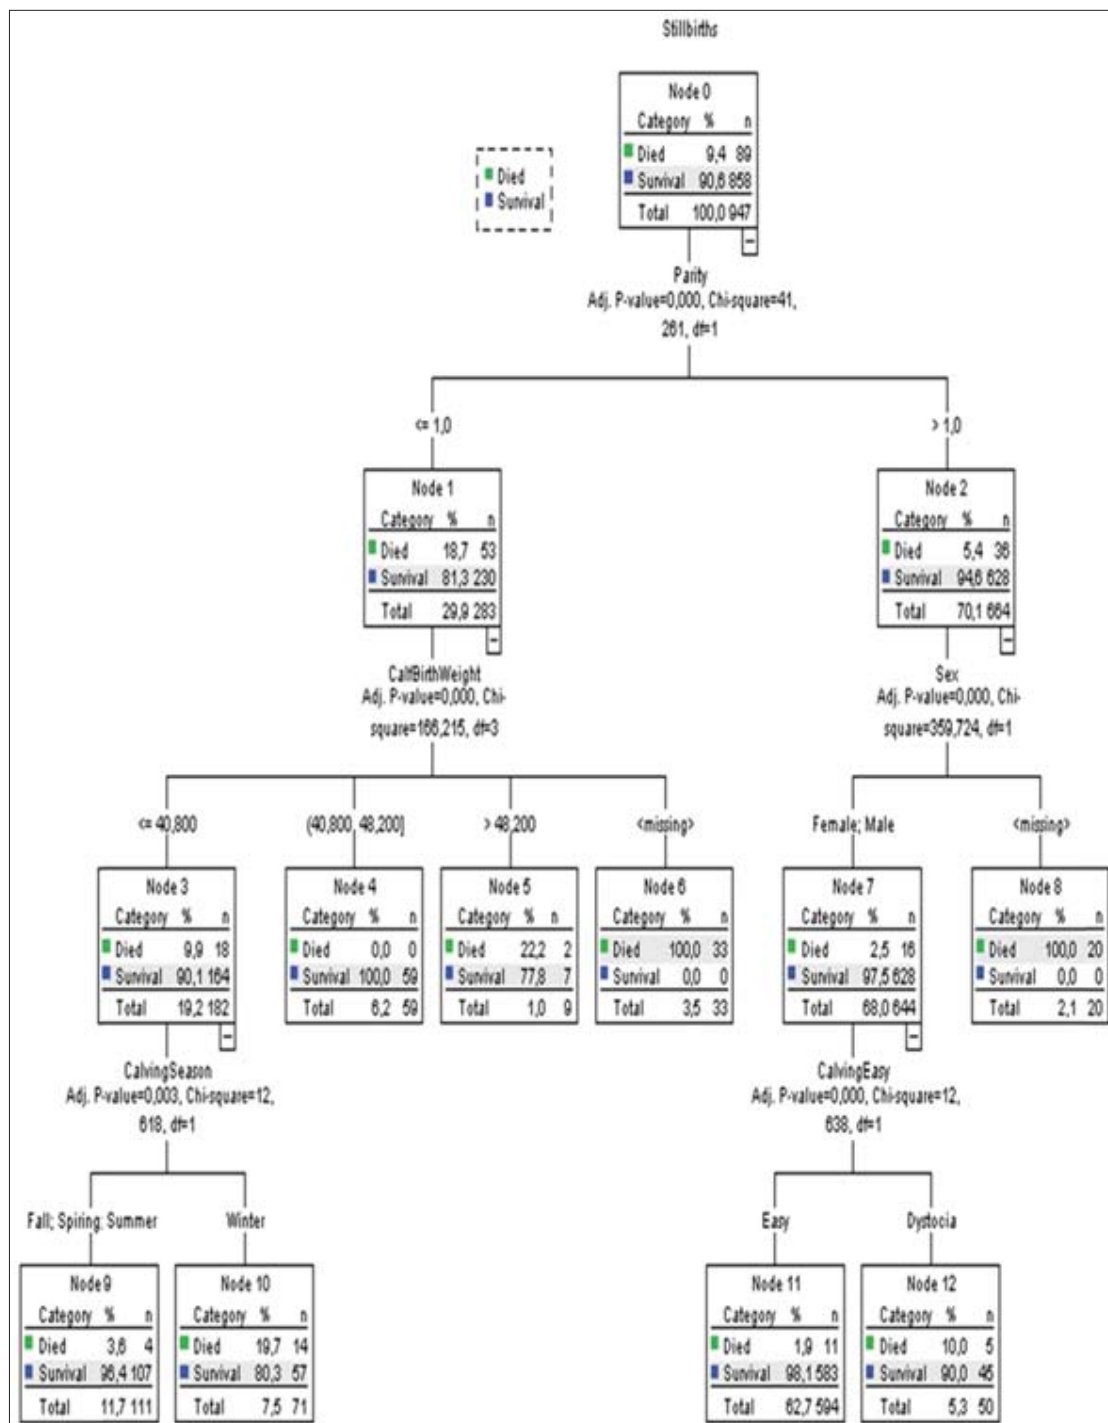 Stillbirths
Node 0
Category % n
Died 9,4 89
Survival 90,6 858
Total 100,0 947
Died
Survival
Parity
Adj. P-value=0,000, Chi-square=41,
261, df=1
<= 1,0
> 1,0
Node 1
Category % n
Died 18,7 53
Survival 81,3 230
Total 29,9 283
Node 2
Category % n
Died 5,4 36
Survival 94,6 628
Total 70,1 664
CalfBirthWeight
Adj. P-value=0,000, Chi-
square=166,215, df=3
Sex
Adj. P-value=0,000, Chi-
square=359,724, df=1
<= 40,800
(40,800, 48,200]
> 48,200
<missing>
Female; Male
<missing>
Node 3
Category % n
Died 9,9 18
Survival 90,1 164
Total 19,2 182
Node 4
Category % n
Died 0,0 0
Survival 100,0 59
Total 6,2 59
Node 5
Category % n
Died 22,2 2
Survival 77,8 7
Total 1,0 9
Node 6
Category % n
Died 100,0 33
Survival 0,0 0
Total 3,5 33
Node 7
Category % n
Died 2,5 16
Survival 97,5 628
Total 68,0 644
Node 8
Category % n
Died 100,0 20
Survival 0,0 0
Total 2,1 20
CalvingSeason
Adj. P-value=0,003, Chi-square=12,
618, df=1
CalvingEasy
Adj. P-value=0,000, Chi-square=12,
638, df=1
Fall; Spiring; Summer
Winter
Easy
Dystocia
Node 9
Category % n
Died 3,6 4
Survival 96,4 107
Total 11,7 111
Node 10
Category % n
Died 19,7 14
Survival 80,3 57
Total 7,5 71
Node 11
Category % n
Died 1,9 11
Survival 98,1 583
Total 62,7 594
Node 12
Category % n
Died 10,0 5
Survival 90,0 45
Total 5,3 50